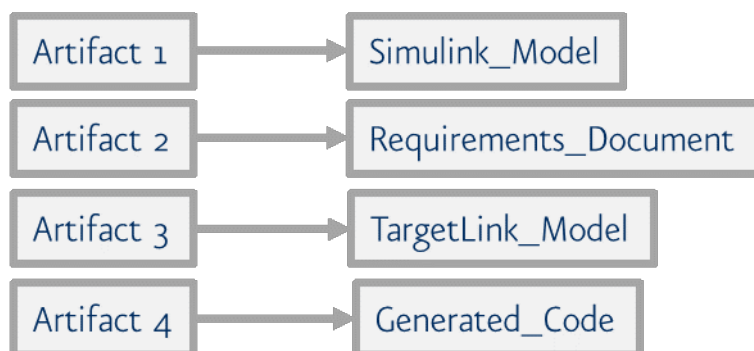 Artifact 1 Simulink_Model
Artifact 2 Requirements_Document
Artifact 3 TargetLink_Model
Artifact 4 Generated_Code